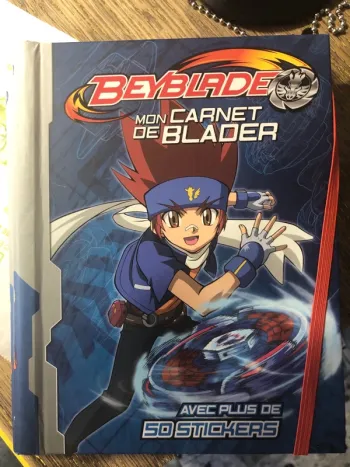 BEYBLADE
MON CARNET
DE BLADER
AVEC PLUS DE
50 STICKERS